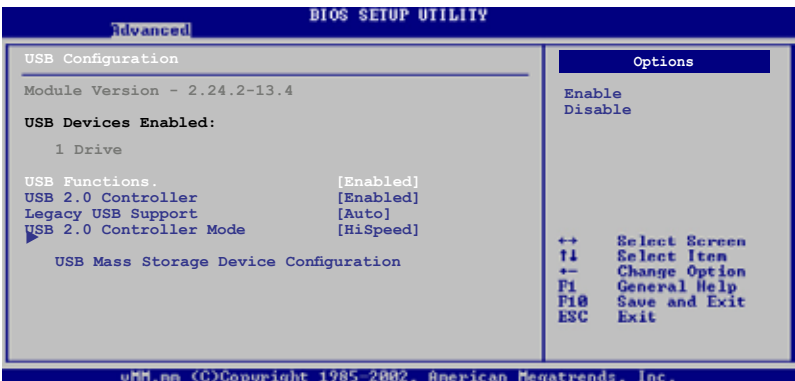 BIOS SETUP UTILITY
Advanced
USB Configuration
Module Version - 2.24.2-13.4
USB Devices Enabled:
1 Drive
USB Functions. [Enabled]
USB 2.0 Controller [Enabled]
Legacy USB Support [Auto]
USB 2.0 Controller Mode [HiSpeed]
USB Mass Storage Device Configuration
Options
Enable
Disable
←→ Select Screen
↑↓ Select Item
+- Change Option
F1 General Help
F10 Save and Exit
ESC Exit
(C)Copyright 1985-2002, American Megatrends, Inc.